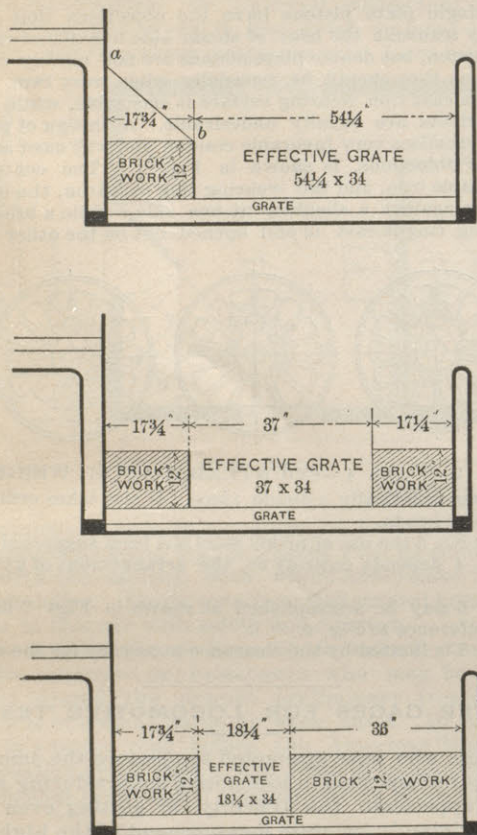 a
17¾" 54¼"
b
BRICK
WORK
12"
EFFECTIVE GRATE
54¼ x 34
GRATE
17¾" 37" 17¼"
BRICK
WORK
12"
EFFECTIVE GRATE
37 x 34
BRICK
WORK
12"
GRATE
17¾" 18¼" 36"
BRICK
WORK
12"
EFFECTIVE
GRATE
18¼ x 34
BRICK WORK
12"
GRATE